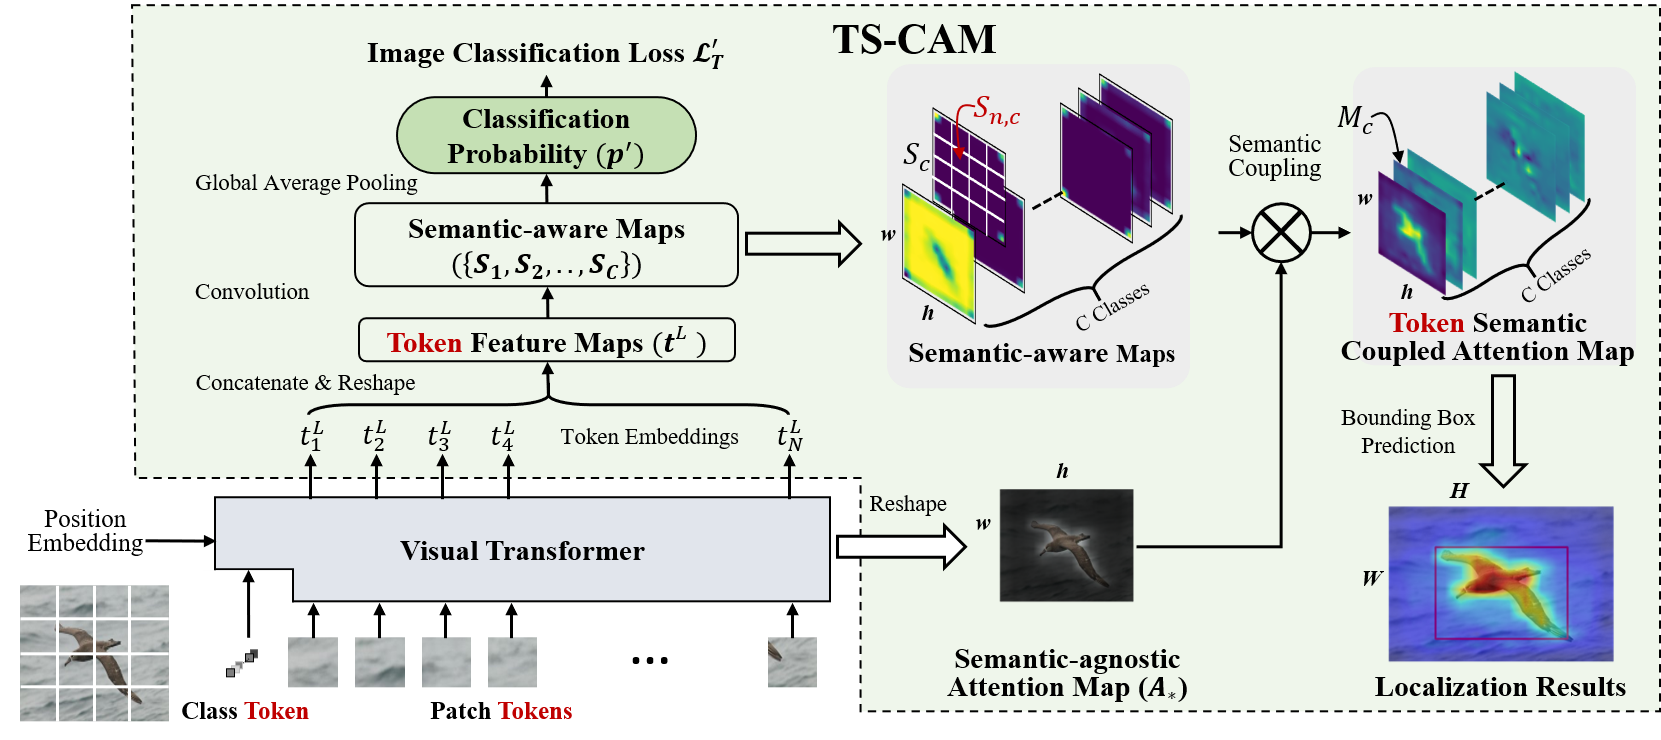 TS-CAM
Image Classification Loss 𝓛′_T
Classification
Probability (p′)
Global Average Pooling
Semantic-aware Maps
({S_1, S_2, . . , S_C})
Convolution
Token Feature Maps (t^L )
Concatenate & Reshape
t_1^L t_2^L t_3^L t_4^L Token Embeddings t_N^L
Position
Embedding
Visual Transformer
Class Token
Patch Tokens
...
S_{n,c}
S_c
w
h
C Classes
Semantic-aware Maps
Reshape
h
w
Semantic-agnostic
Attention Map (A_*)
Semantic
Coupling
M_c
w
h
C Classes
Token Semantic
Coupled Attention Map
Bounding Box
Prediction
H
W
Localization Results